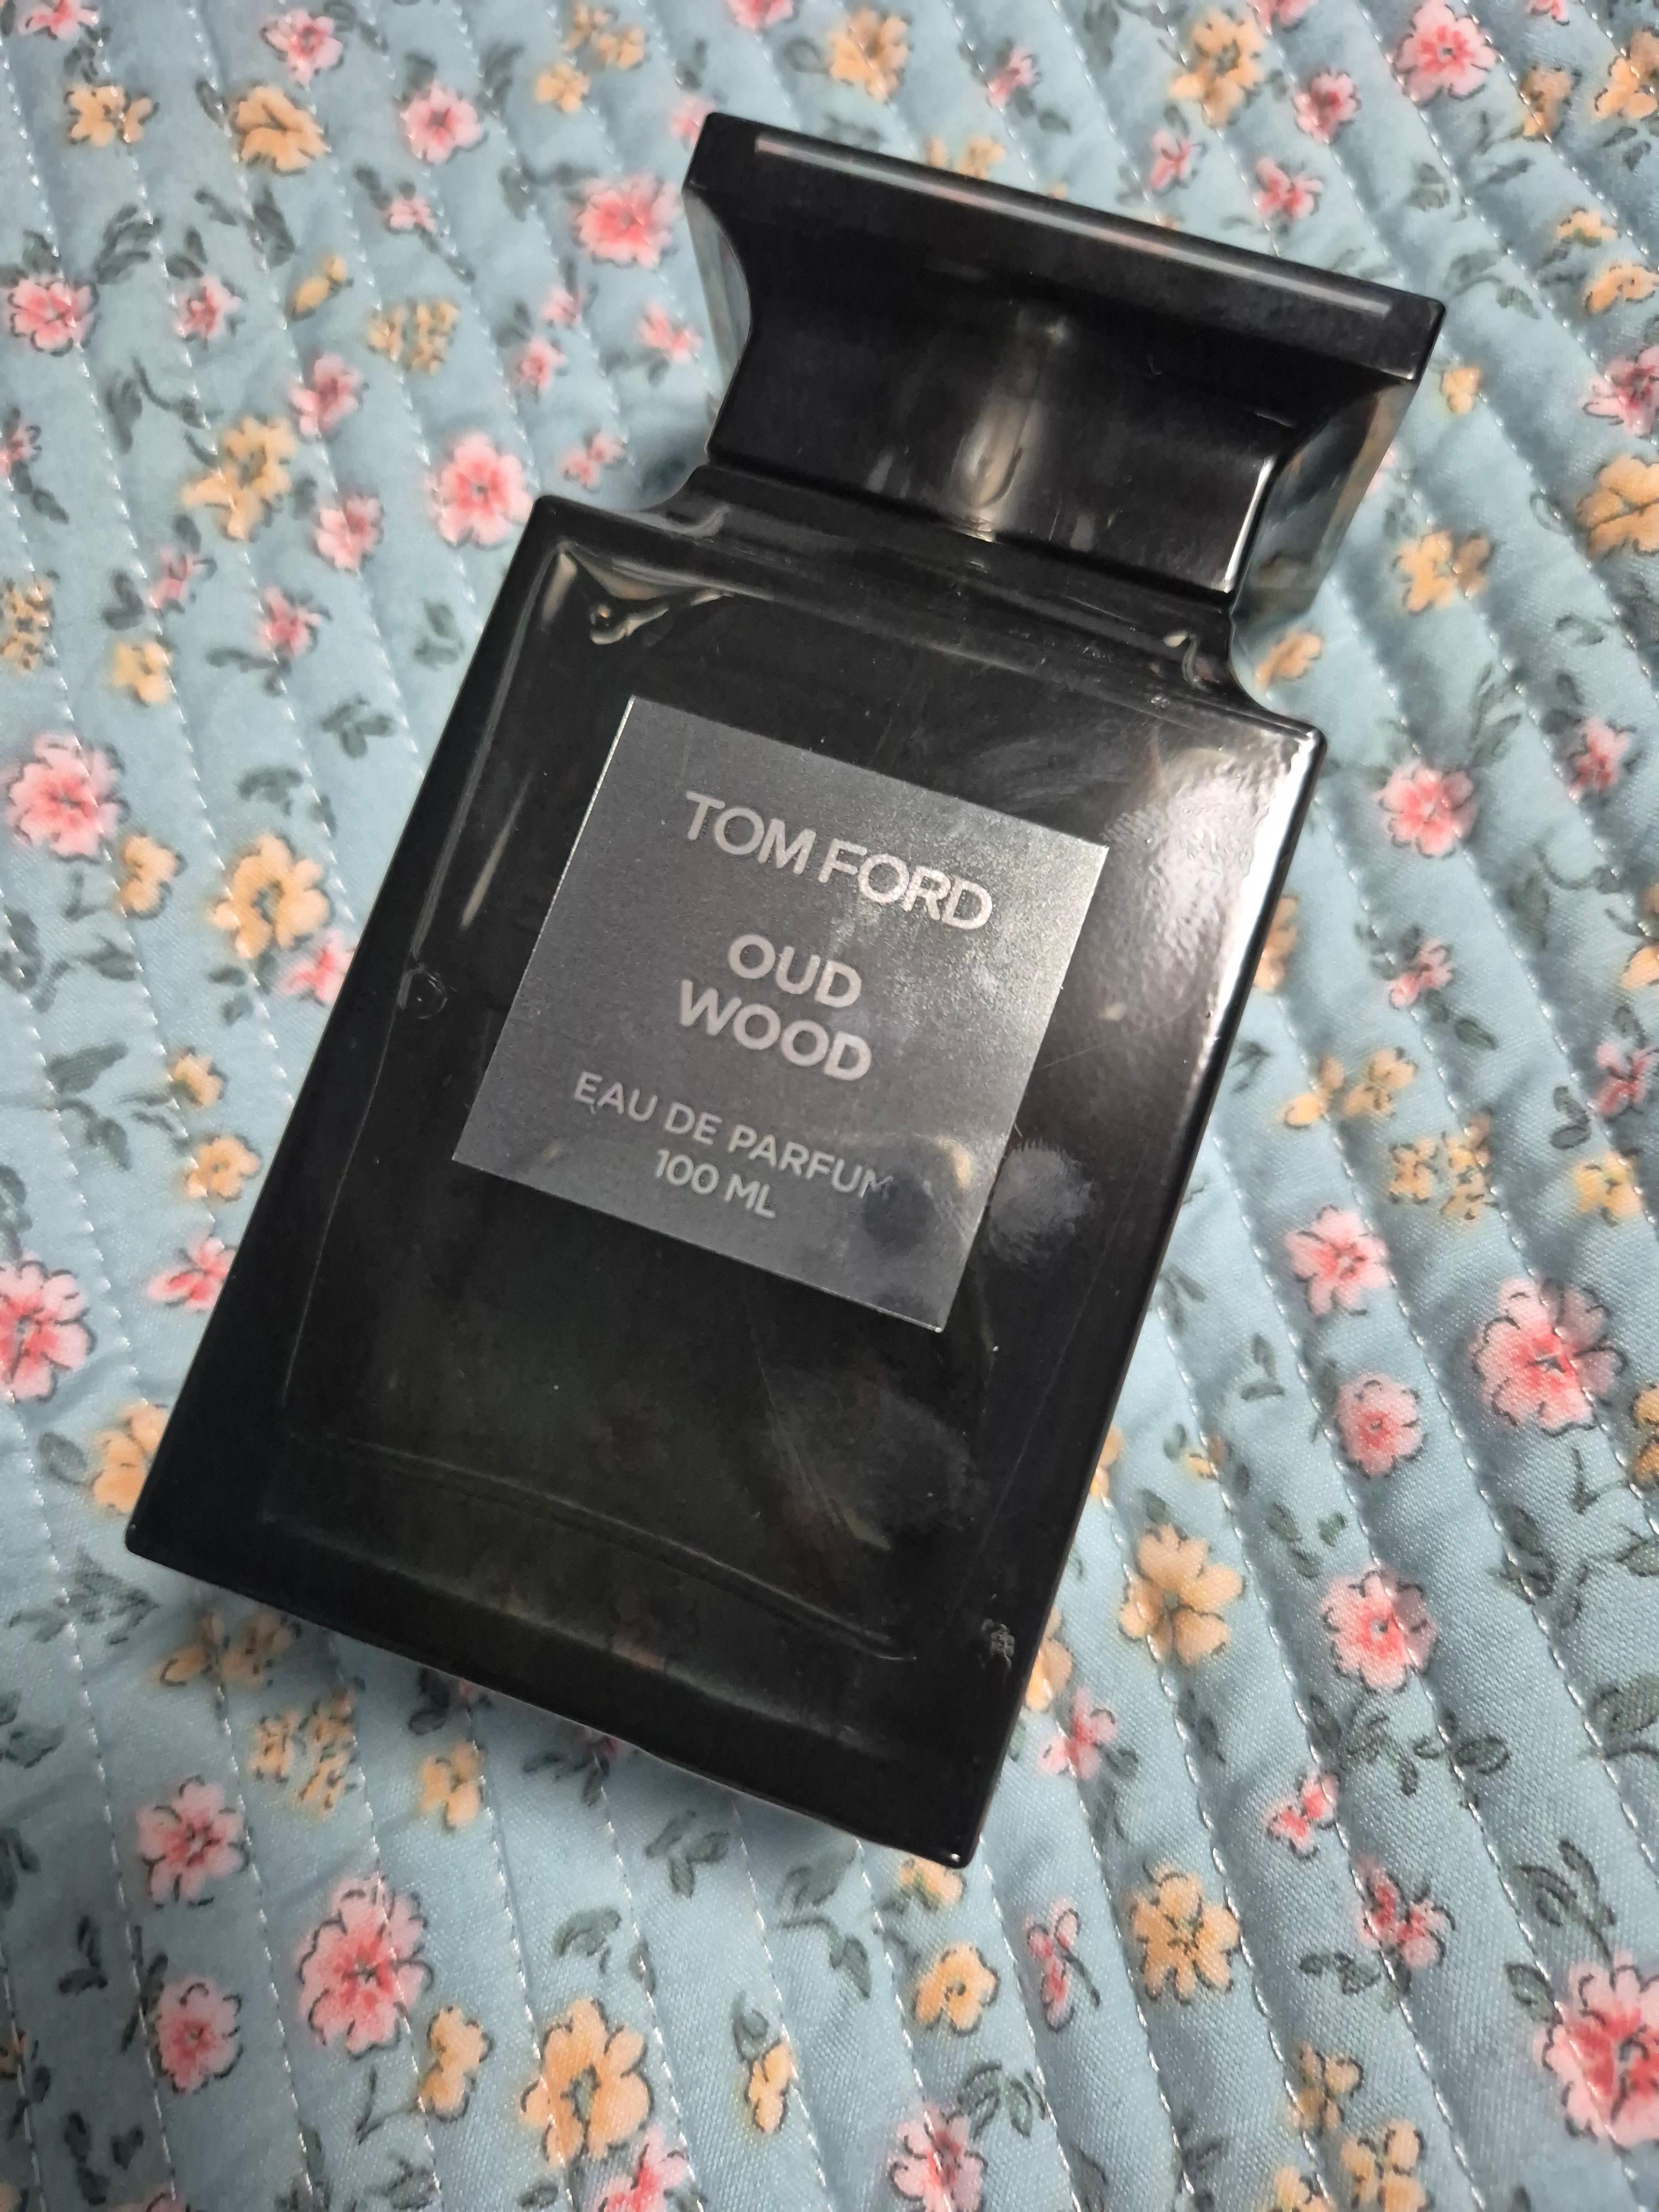 TOM FORD
OUD
WOOD
EAU DE PARFUM
100 ML